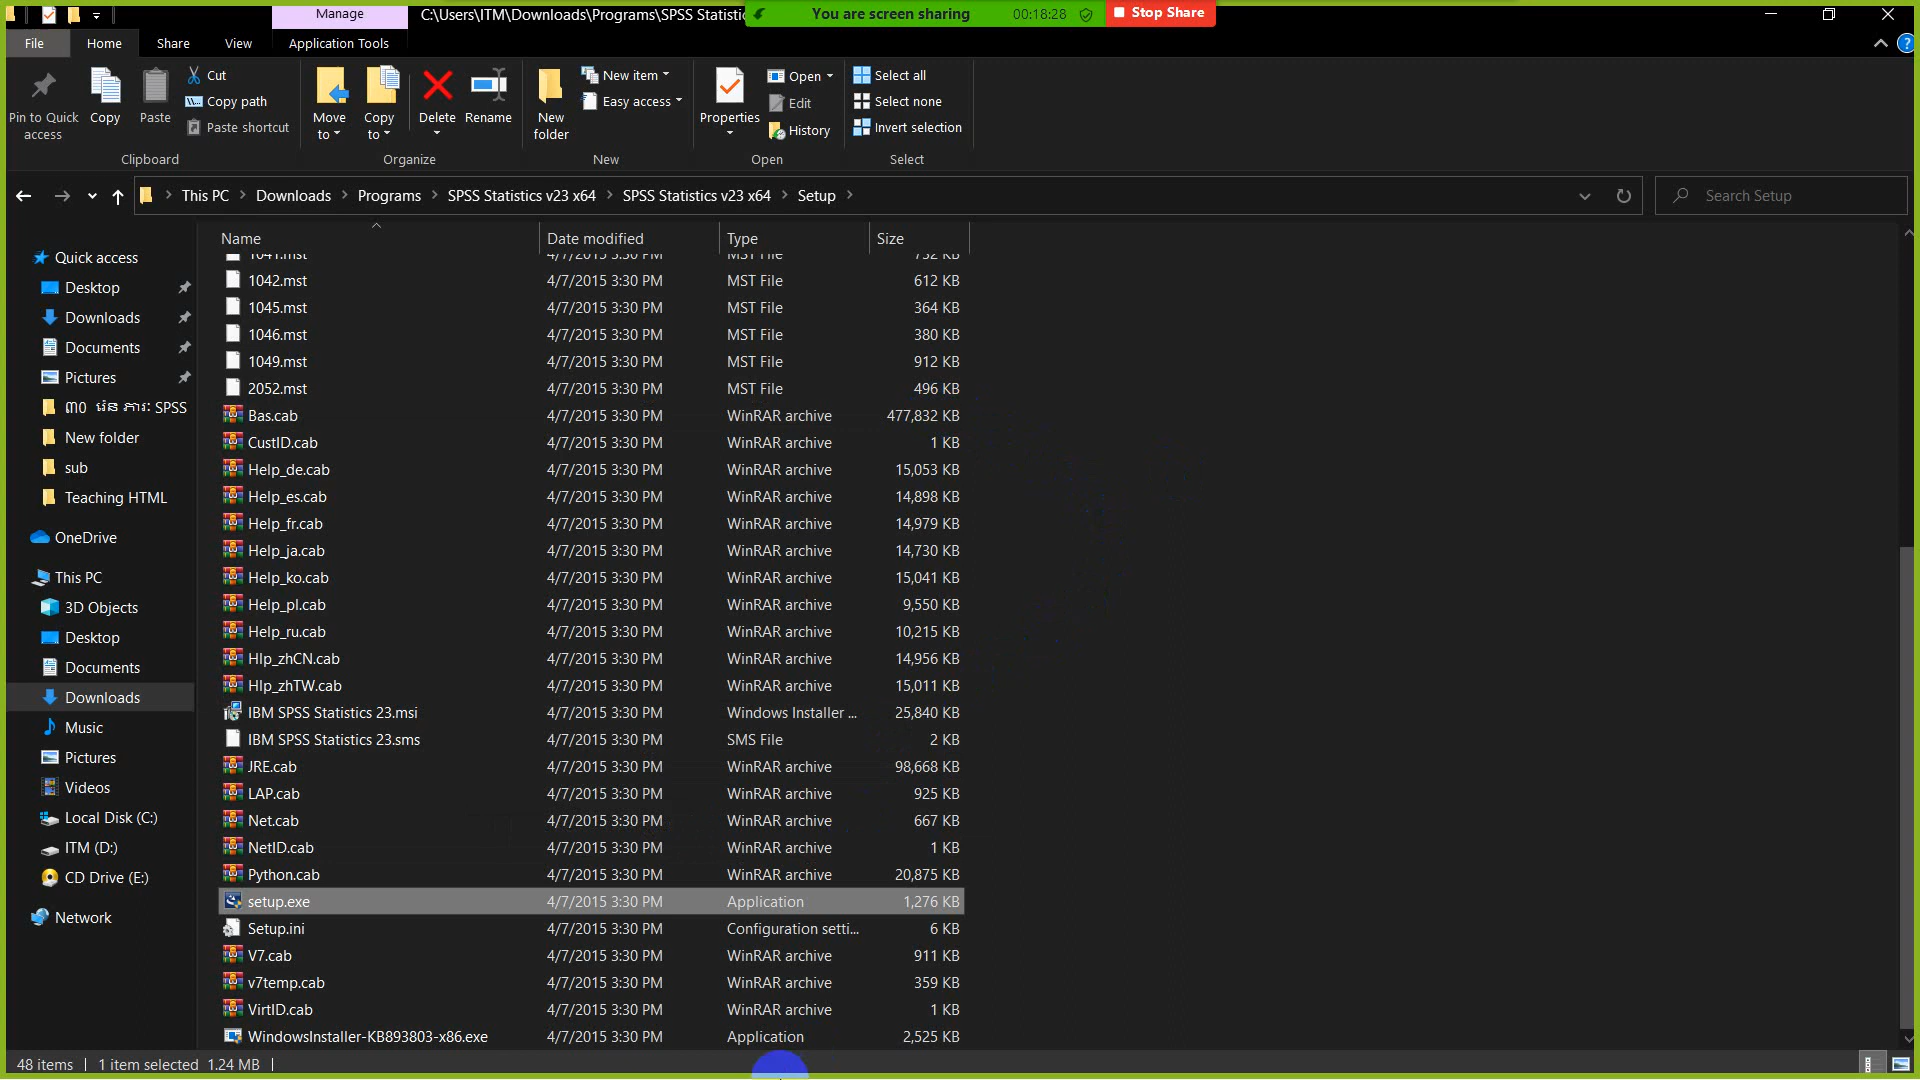 Manage
C:\Users\ITM\Downloads\Programs\SPSS Statistic
You are screen sharing
00:18:28
Stop Share
File
Home
Share
View
Application Tools
Pin to Quick access
Copy
Paste
Cut
Copy path
Paste shortcut
Clipboard
Move to
Copy to
Delete
Rename
Organize
New folder
New item
Easy access
New
Properties
Open
Edit
History
Open
Select all
Select none
Invert selection
Select
This PC > Downloads > Programs > SPSS Statistics v23 x64 > SPSS Statistics v23 x64 > Setup >
Search Setup
Quick access
Desktop
Downloads
Documents
Pictures
SPSS
New folder
sub
Teaching HTML
OneDrive
This PC
3D Objects
Desktop
Documents
Downloads
Music
Pictures
Videos
Local Disk (C:)
ITM (D:)
CD Drive (E:)
Network
Name Date modified Type Size
1041.mst 4/7/2015 3:30 PM MST File 732 KB
1042.mst 4/7/2015 3:30 PM MST File 612 KB
1045.mst 4/7/2015 3:30 PM MST File 364 KB
1046.mst 4/7/2015 3:30 PM MST File 380 KB
1049.mst 4/7/2015 3:30 PM MST File 912 KB
2052.mst 4/7/2015 3:30 PM MST File 496 KB
Bas.cab 4/7/2015 3:30 PM WinRAR archive 477,832 KB
CustID.cab 4/7/2015 3:30 PM WinRAR archive 1 KB
Help_de.cab 4/7/2015 3:30 PM WinRAR archive 15,053 KB
Help_es.cab 4/7/2015 3:30 PM WinRAR archive 14,898 KB
Help_fr.cab 4/7/2015 3:30 PM WinRAR archive 14,979 KB
Help_ja.cab 4/7/2015 3:30 PM WinRAR archive 14,730 KB
Help_ko.cab 4/7/2015 3:30 PM WinRAR archive 15,041 KB
Help_pl.cab 4/7/2015 3:30 PM WinRAR archive 9,550 KB
Help_ru.cab 4/7/2015 3:30 PM WinRAR archive 10,215 KB
Hlp_zhCN.cab 4/7/2015 3:30 PM WinRAR archive 14,956 KB
Hlp_zhTW.cab 4/7/2015 3:30 PM WinRAR archive 15,011 KB
IBM SPSS Statistics 23.msi 4/7/2015 3:30 PM Windows Installer ... 25,840 KB
IBM SPSS Statistics 23.sms 4/7/2015 3:30 PM SMS File 2 KB
JRE.cab 4/7/2015 3:30 PM WinRAR archive 98,668 KB
LAP.cab 4/7/2015 3:30 PM WinRAR archive 925 KB
Net.cab 4/7/2015 3:30 PM WinRAR archive 667 KB
NetID.cab 4/7/2015 3:30 PM WinRAR archive 1 KB
Python.cab 4/7/2015 3:30 PM WinRAR archive 20,875 KB
setup.exe 4/7/2015 3:30 PM Application 1,276 KB
Setup.ini 4/7/2015 3:30 PM Configuration setti... 6 KB
V7.cab 4/7/2015 3:30 PM WinRAR archive 911 KB
v7temp.cab 4/7/2015 3:30 PM WinRAR archive 359 KB
VirtID.cab 4/7/2015 3:30 PM WinRAR archive 1 KB
WindowsInstaller-KB893803-x86.exe 4/7/2015 3:30 PM Application 2,525 KB
48 items | 1 item selected 1.24 MB |